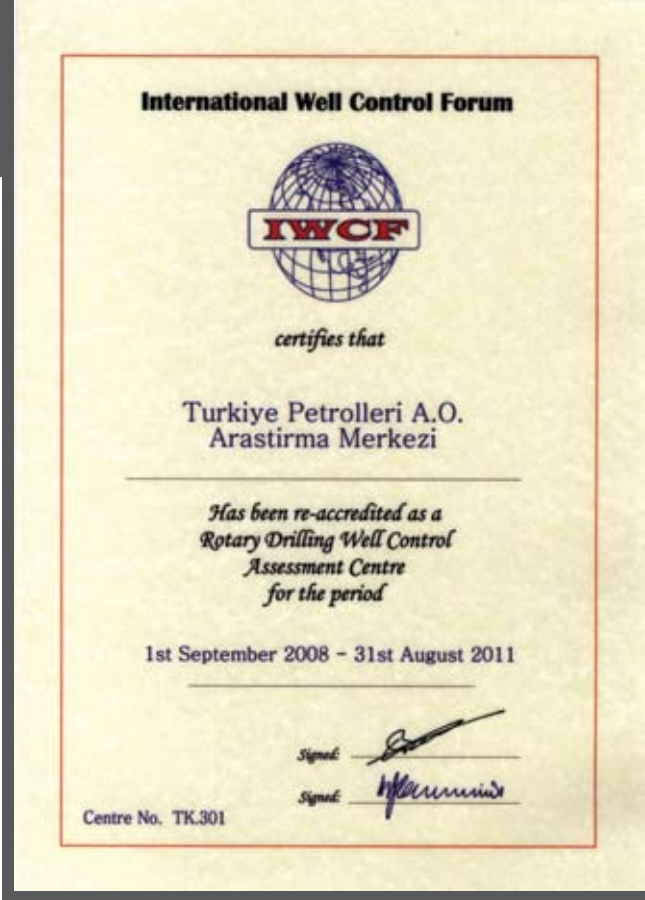 International Well Control Forum
IWCF
certifies that
Turkiye Petrolleri A.O.
Arastirma Merkezi
Has been re-accredited as a
Rotary Drilling Well Control
Assessment Centre
for the period
1st September 2008 - 31st August 2011
Signed:
Signed:
Centre No. TK.301